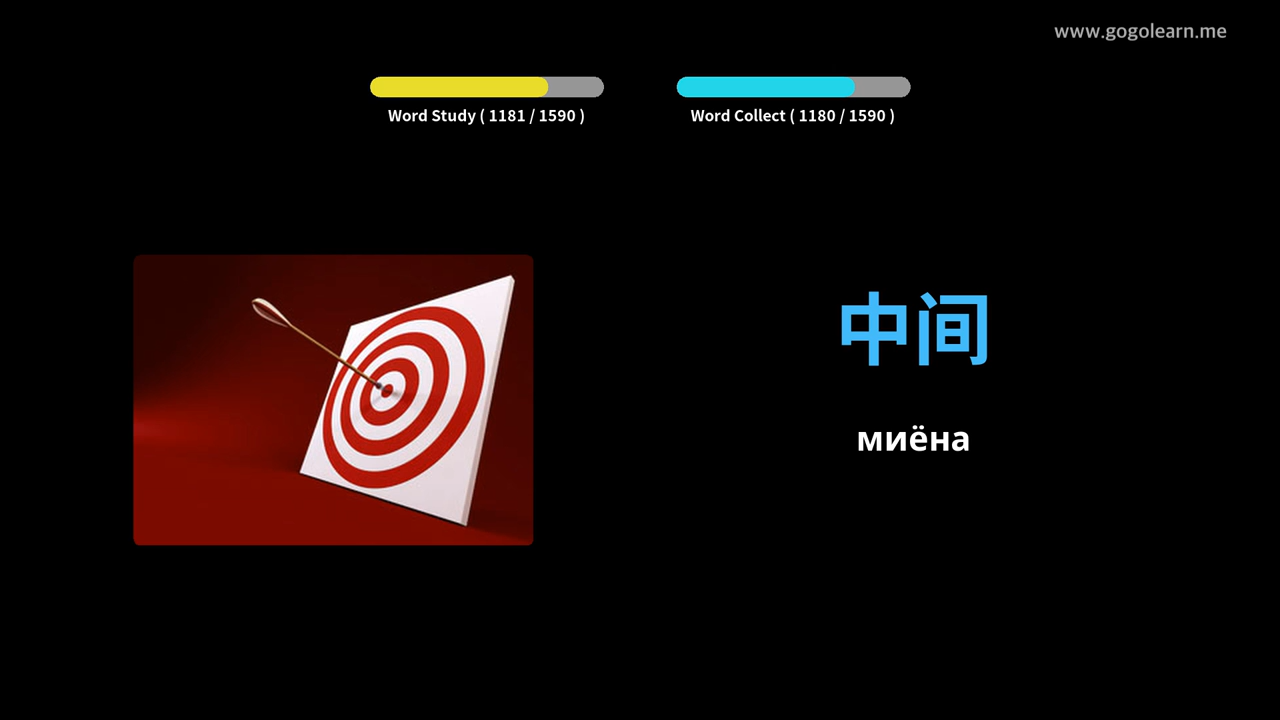 www.gogolearn.me
Word Study ( 1181 / 1590 )
Word Collect ( 1180 / 1590 )
中间
миёна